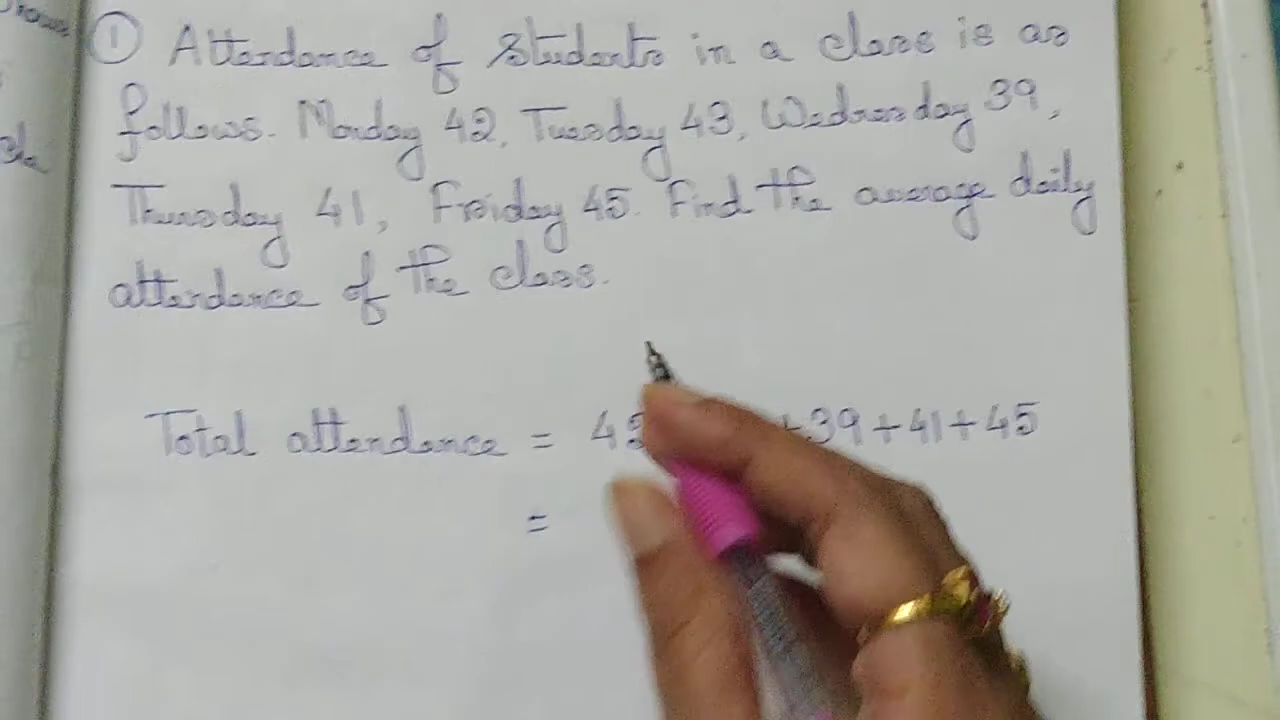 ① Attendance of Students in a class is as
follows. Monday 42, Tuesday 43, Wednesday 39,
Thursday 41, Friday 45. Find the average daily
attendance of the class.
Total attendance = 4 +39+41+45
=